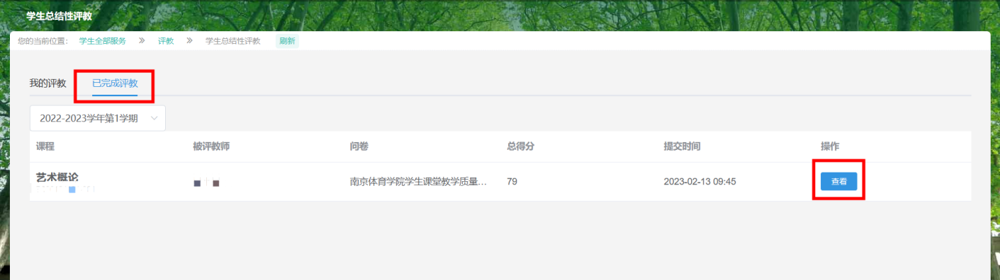 学生总结性评教
您的当前位置： 学生全部服务 » 评教 » 学生总结性评教 刷新
我的评教 已完成评教
2022-2023学年第1学期
课程 被评教师 问卷 总得分 提交时间 操作
艺术概论 南京体育学院学生课堂教学质量... 79 2023-02-13 09:45 查看